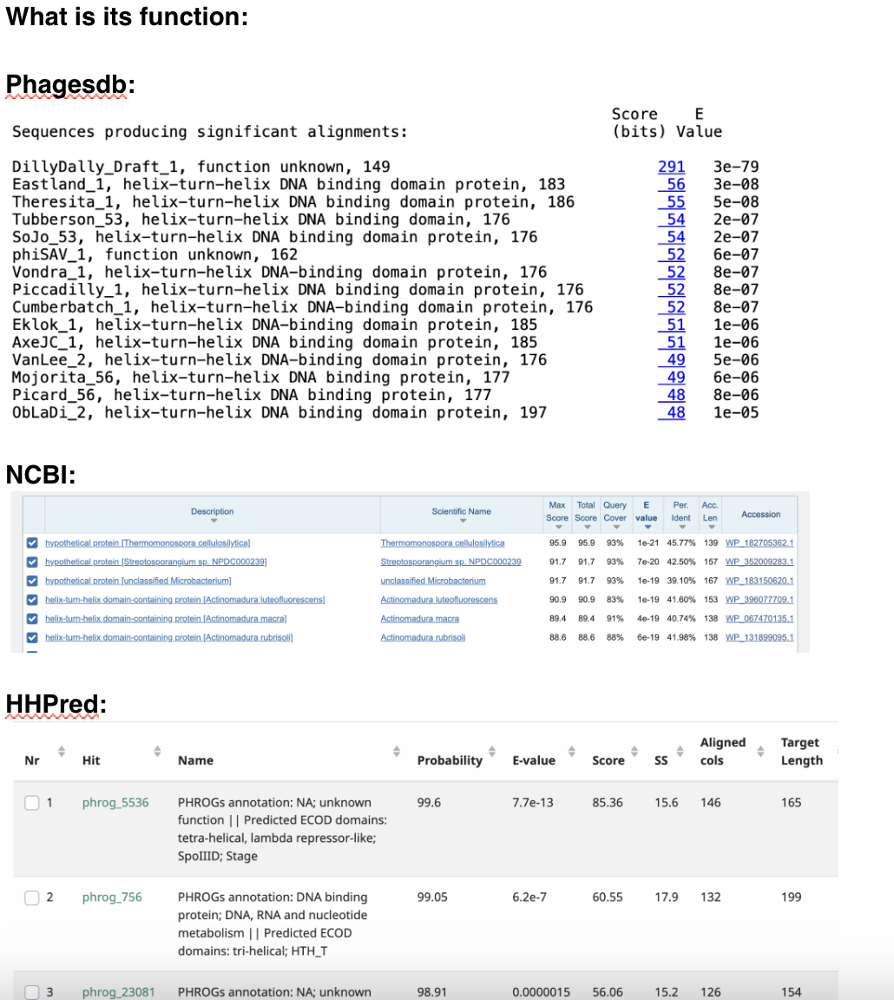 What is its function:
Phagesdb:
Score E
Sequences producing significant alignments: (bits) Value
DillyDally_Draft_1, function unknown, 149 291 3e-79
Eastland_1, helix-turn-helix DNA binding domain protein, 183 56 3e-08
Theresita_1, helix-turn-helix DNA binding domain protein, 186 55 5e-08
Tubberson_53, helix-turn-helix DNA binding domain, 176 54 2e-07
SoJo_53, helix-turn-helix DNA binding domain protein, 176 54 2e-07
phiSAV_1, function unknown, 162 52 6e-07
Vondra_1, helix-turn-helix DNA-binding domain protein, 176 52 8e-07
Piccadilly_1, helix-turn-helix DNA binding domain protein, 176 52 8e-07
Cumberbatch_1, helix-turn-helix DNA-binding domain protein, 176 52 8e-07
Eklok_1, helix-turn-helix DNA-binding domain protein, 185 51 1e-06
AxeJC_1, helix-turn-helix DNA-binding domain protein, 185 51 1e-06
VanLee_2, helix-turn-helix DNA-binding domain protein, 176 49 5e-06
Mojorita_56, helix-turn-helix DNA binding protein, 177 49 6e-06
Picard_56, helix-turn-helix DNA binding protein, 177 48 8e-06
ObLaDi_2, helix-turn-helix DNA binding domain protein, 197 48 1e-05
NCBI:
Description Scientific Name Max Score Total Score Query Cover E value Per. Ident Acc. Len Accession
hypothetical protein [Thermomonospora cellulosilytica] Thermomonospora cellulosilytica 95.9 95.9 93% 1e-21 45.77% 139 WP_182705362.1
hypothetical protein [Streptosporangium sp. NPDC000239] Streptosporangium sp. NPDC000239 91.7 91.7 93% 7e-20 42.50% 157 WP_352009283.1
hypothetical protein [unclassified Microbacterium] unclassified Microbacterium 91.7 91.7 93% 1e-19 39.10% 167 WP_183150620.1
helix-turn-helix domain-containing protein [Actinomadura luteofluorescens] Actinomadura luteofluorescens 90.9 90.9 83% 1e-19 41.60% 153 WP_396077709.1
helix-turn-helix domain-containing protein [Actinomadura macra] Actinomadura macra 89.4 89.4 91% 4e-19 40.74% 138 WP_067470135.1
helix-turn-helix domain-containing protein [Actinomadura rubrisoli] Actinomadura rubrisoli 88.6 88.6 88% 6e-19 41.98% 138 WP_131899095.1
HHPred:
Nr Hit Name Probability E-value Score SS Aligned cols Target Length
1 phrog_5536 PHROGs annotation: NA; unknown 99.6 7.7e-13 85.36 15.6 146 165
function || Predicted ECOD domains:
tetra-helical, lambda repressor-like;
SpoIIID; Stage
2 phrog_756 PHROGs annotation: DNA binding 99.05 6.2e-7 60.55 17.9 132 199
protein; DNA, RNA and nucleotide
metabolism || Predicted ECOD
domains: tri-helical; HTH_T
3 phrog_23081 PHROGs annotation: NA; unknown 98.91 0.0000015 56.06 15.2 126 154